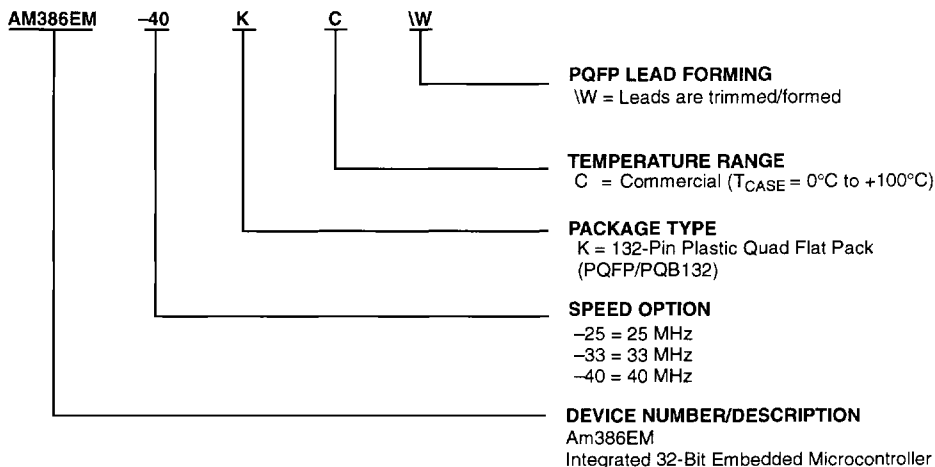 AM386EM –40 K C \W
PQFP LEAD FORMING
\W = Leads are trimmed/formed
TEMPERATURE RANGE
C = Commercial (TCASE = 0°C to +100°C)
PACKAGE TYPE
K = 132-Pin Plastic Quad Flat Pack
(PQFP/PQB132)
SPEED OPTION
–25 = 25 MHz
–33 = 33 MHz
–40 = 40 MHz
DEVICE NUMBER/DESCRIPTION
Am386EM
Integrated 32-Bit Embedded Microcontroller